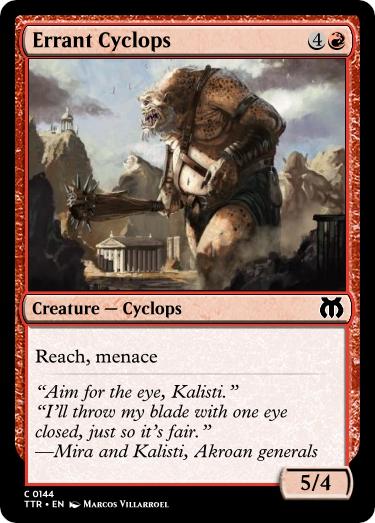 Errant Cyclops 4
Creature — Cyclops
Reach, menace
“Aim for the eye, Kalisti.”
“I’ll throw my blade with one eye
closed, just so it’s fair.”
—Mira and Kalisti, Akroan generals
5/4
C 0144
TTR • EN Marcos Villarroel